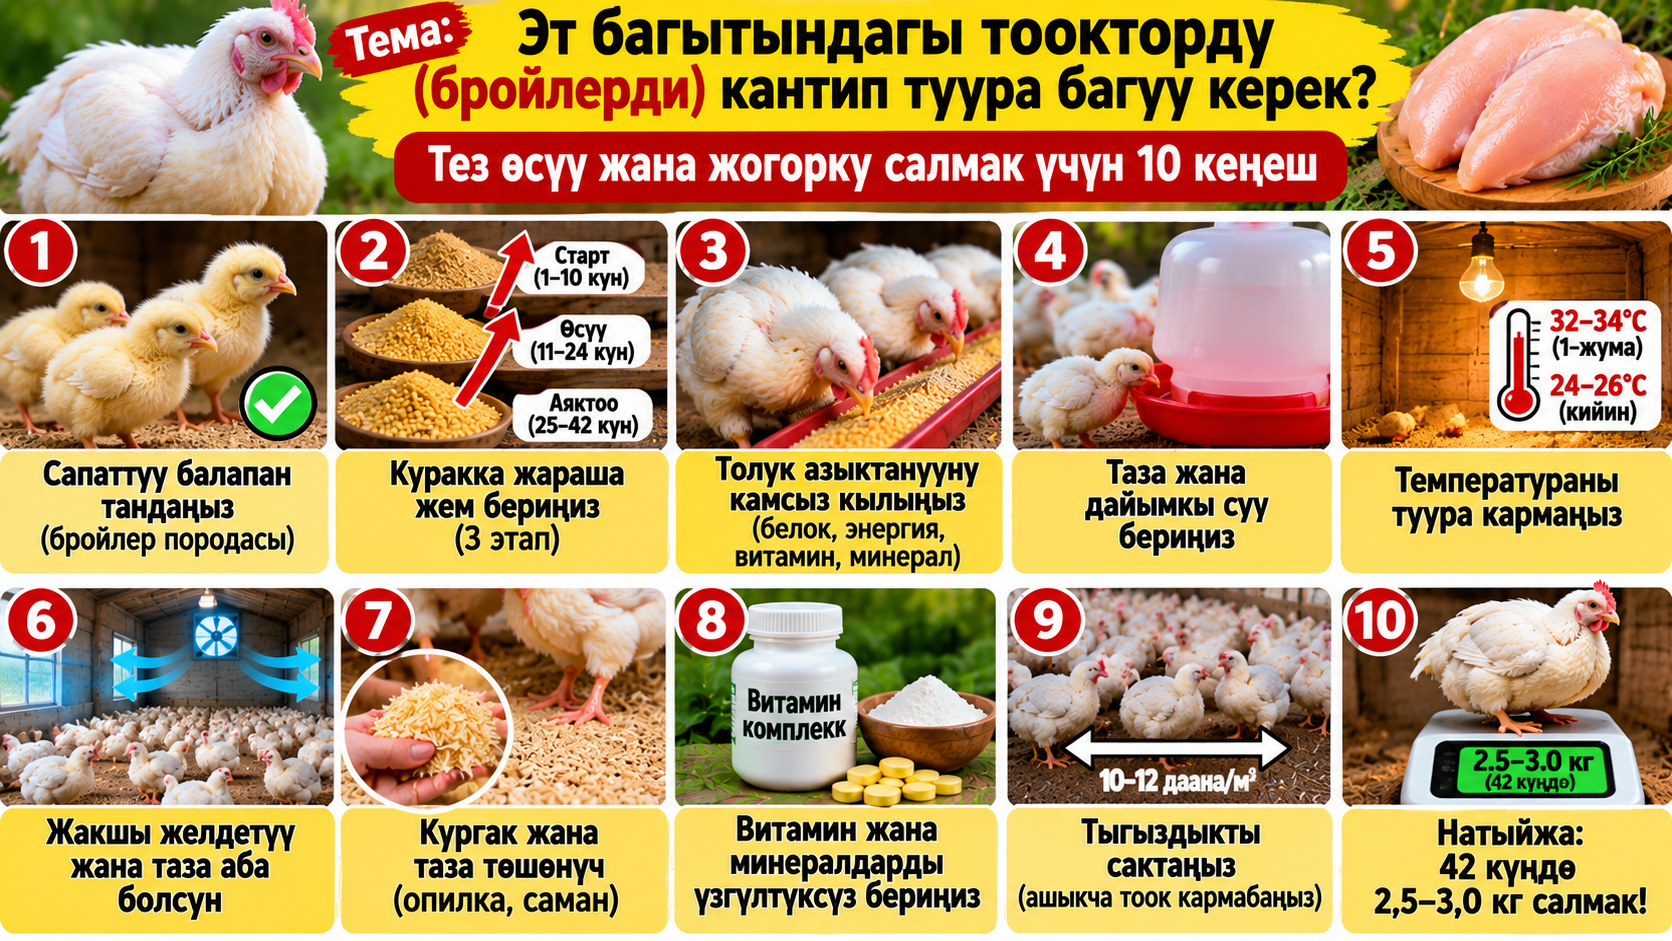 Тема:
Эт багытындагы тоокторду
(бройлерди) кантип туура багуу керек?
Тез өсүү жана жогорку салмак үчүн 10 кеңеш
1
Сапаттуу балапан
тандаңыз
(бройлер породасы)
2
Старт
(1–10 күн)
Өсүү
(11–24 күн)
Аяктоо
(25–42 күн)
Куракка жараша
жем бериңиз
(3 этап)
3
Толук азыктанууну
камсыз кылыңыз
(белок, энергия,
витамин, минерал)
4
Таза жана
дайымкы суу
бериңиз
5
32–34°C
(1-жума)
24–26°C
(кийин)
Температураны
туура кармаңыз
6
Жакшы желдетүү
жана таза аба
болсун
7
Кургак жана
таза төшөнүч
(опилка, саман)
8
Витамин
комплекк
Витамин жана
минералдарды
үзгүлтүксүз бериңиз
9
10–12 даана/м²
Тыгыздыкты
сактаңыз
(ашыкча тоок кармабаңыз)
10
2.5–3.0 кг
(42 күндө)
Натыйжа:
42 күндө
2,5–3,0 кг салмак!